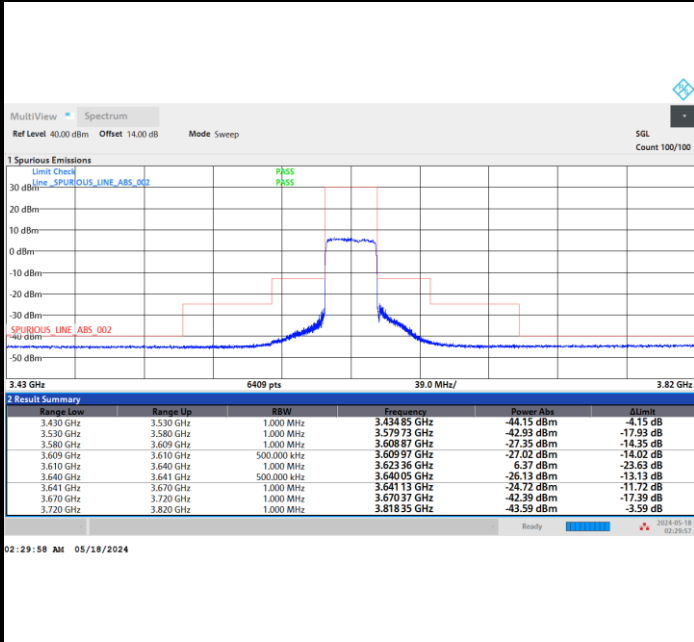 MultiView Spectrum
Ref Level 40.00 dBm Offset 14.00 dB Mode Sweep SGL
Count 100/100
1 Spurious Emissions
Limit Check PASS
Line _SPURIOUS_LINE_ABS_002 PASS
30 dBm
20 dBm
10 dBm
0 dBm
-10 dBm
-20 dBm
-30 dBm
SPURIOUS_LINE_ABS_002
-40 dBm
-50 dBm
3.43 GHz 6409 pts 39.0 MHz/ 3.82 GHz
2 Result Summary
Range Low Range Up RBW Frequency Power Abs ΔLimit
3.430 GHz 3.530 GHz 1.000 MHz 3.434 85 GHz -44.15 dBm -4.15 dB
3.530 GHz 3.580 GHz 1.000 MHz 3.579 73 GHz -42.93 dBm -17.93 dB
3.580 GHz 3.609 GHz 1.000 MHz 3.608 87 GHz -27.35 dBm -14.35 dB
3.609 GHz 3.610 GHz 500.000 kHz 3.609 97 GHz -27.02 dBm -14.02 dB
3.610 GHz 3.640 GHz 1.000 MHz 3.623 36 GHz 6.37 dBm -23.63 dB
3.640 GHz 3.641 GHz 500.000 kHz 3.640 05 GHz -26.13 dBm -13.13 dB
3.641 GHz 3.670 GHz 1.000 MHz 3.641 13 GHz -24.72 dBm -11.72 dB
3.670 GHz 3.720 GHz 1.000 MHz 3.670 37 GHz -42.39 dBm -17.39 dB
3.720 GHz 3.820 GHz 1.000 MHz 3.818 35 GHz -43.59 dBm -3.59 dB
Ready 2024-05-18
02:29:57
02:29:58 AM 05/18/2024